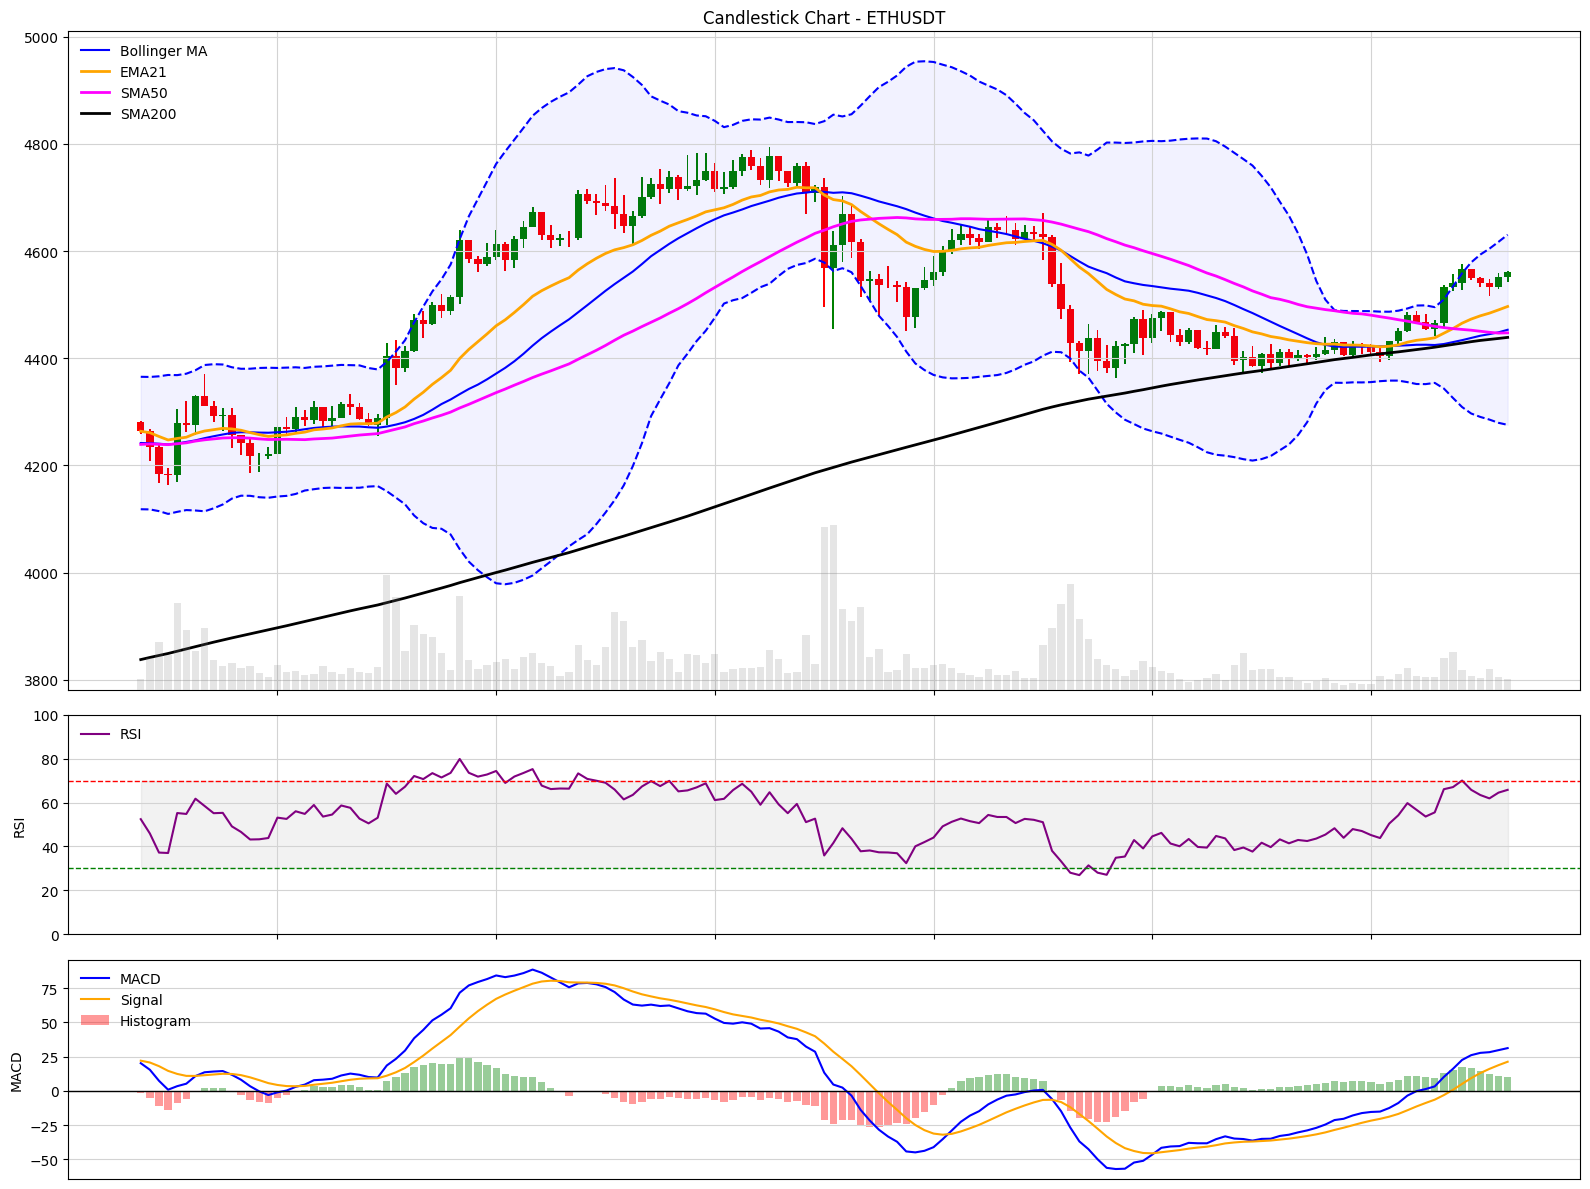 Candlestick Chart - ETHUSDT
5000
4800
4600
4400
4200
4000
3800
Bollinger MA
EMA21
SMA50
SMA200
100
80
60
40
20
0
RSI
RSI
75
50
25
0
−25
−50
MACD
MACD
Signal
Histogram